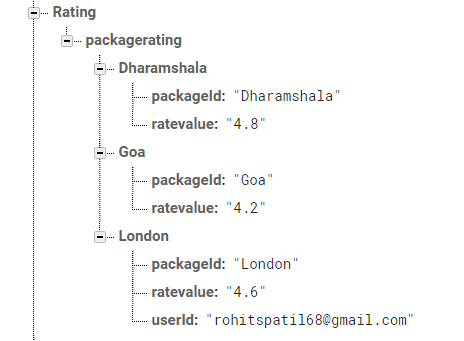 Rating
packagerating
Dharamshala
packageId: "Dharamshala"
ratevalue: "4.8"
Goa
packageId: "Goa"
ratevalue: "4.2"
London
packageId: "London"
ratevalue: "4.6"
userId: "rohitspatil68@gmail.com"